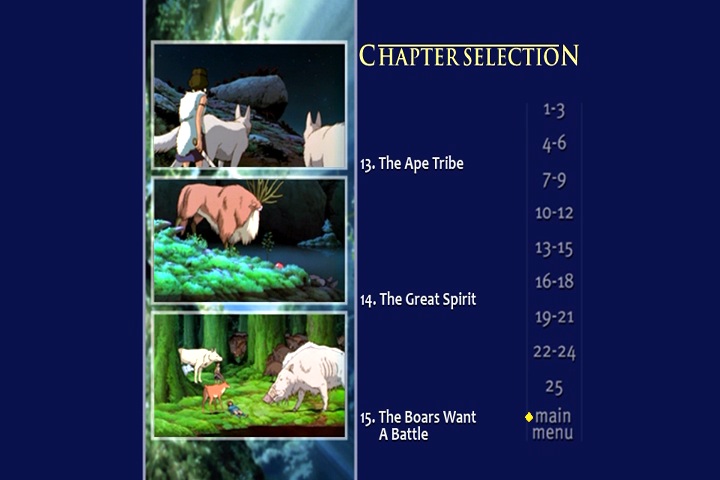 CHAPTER SELECTION
13. The Ape Tribe
14. The Great Spirit
15. The Boars Want
A Battle
1-3
4-6
7-9
10-12
13-15
16-18
19-21
22-24
25
main
menu